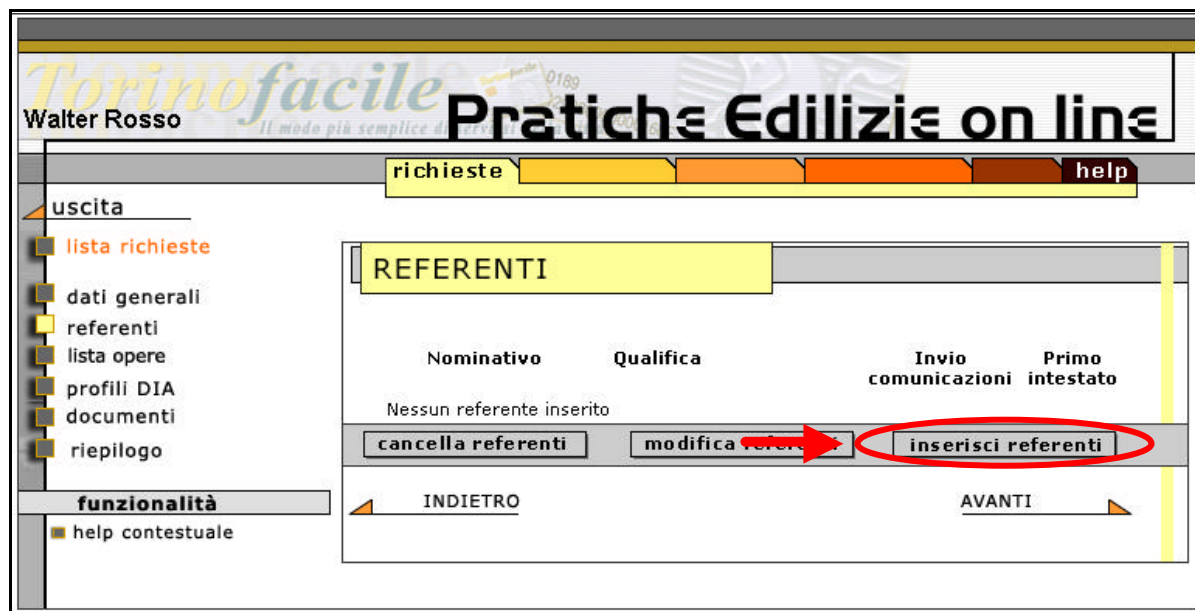 Torinofacile
0189
Il modo più semplice di
Walter Rosso
Pratiche Edilizie on line
richieste
help
uscita
lista richieste
dati generali
referenti
lista opere
profili DIA
documenti
riepilogo
funzionalità
help contestuale
REFERENTI
Nominativo Qualifica Invio comunicazioni Primo intestato
Nessun referente inserito
cancella referenti modifica inserisci referenti
INDIETRO AVANTI